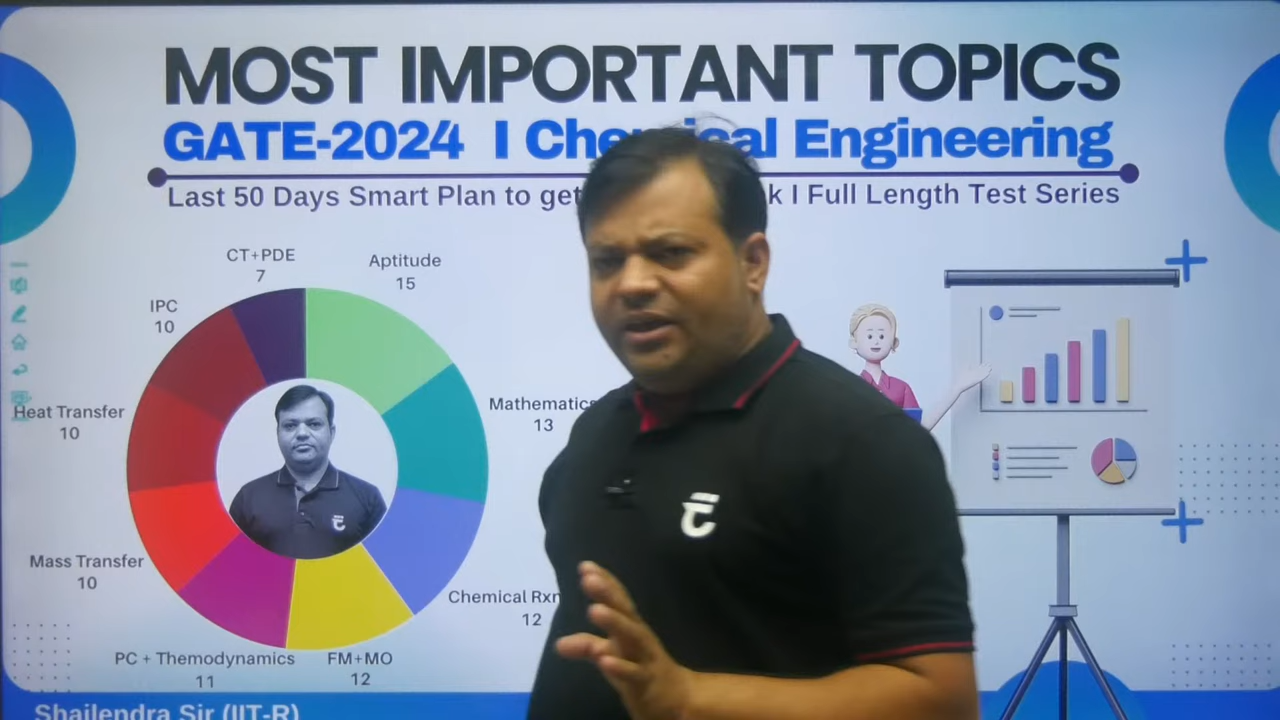 MOST IMPORTANT TOPICS
GATE-2024 I Che ical Engineering
Last 50 Days Smart Plan to get k I Full Length Test Series
CT+PDE
7
Aptitude
15
IPC
10
Mathematics
13
Heat Transfer
10
Mass Transfer
10
Chemical Rxn
12
PC + Themodynamics
11
FM+MO
12
Shailendra Sir (IIT-R)